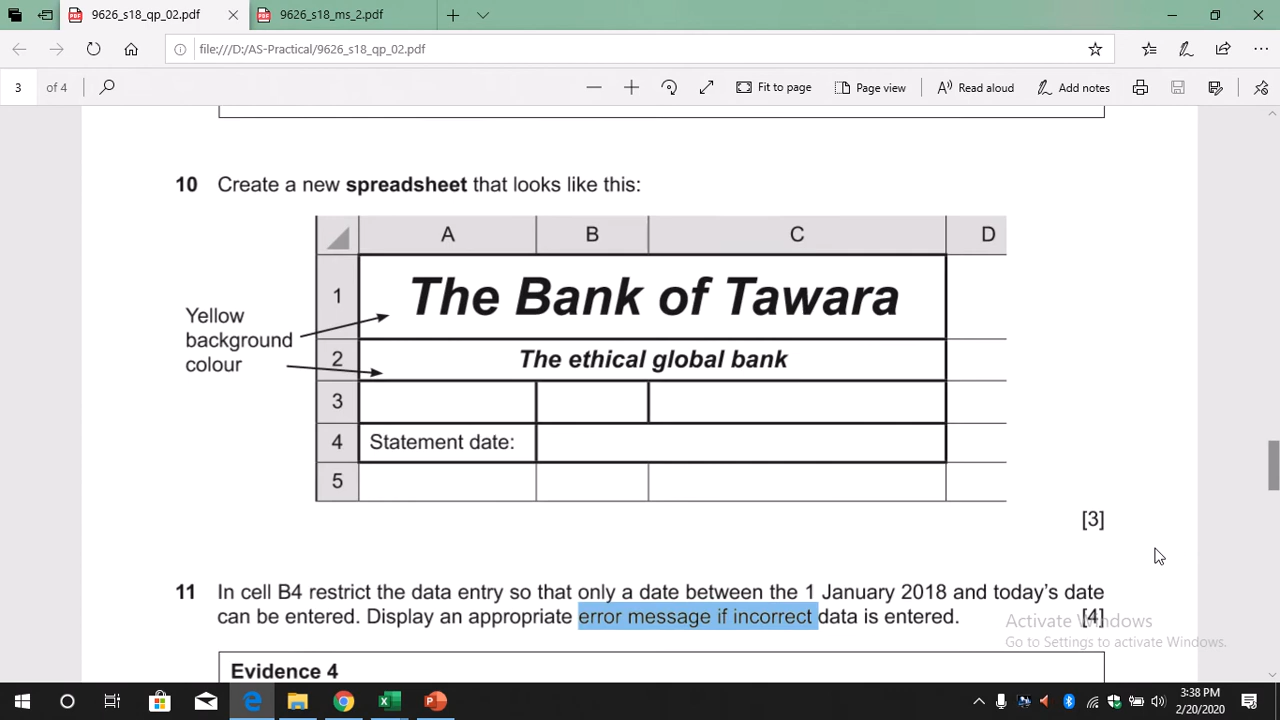 9626_s18_qp_02.pdf
9626_s18_ms_2.pdf
file:///D:/AS-Practical/9626_s18_qp_02.pdf
3 of 4
Fit to page
Page view
Read aloud
Add notes
10 Create a new spreadsheet that looks like this:
A B C D
1 The Bank of Tawara
Yellow
background
colour
2 The ethical global bank
3
4 Statement date:
5
[3]
11 In cell B4 restrict the data entry so that only a date between the 1 January 2018 and today's date
can be entered. Display an appropriate error message if incorrect data is entered. [4]
Activate Windows
Go to Settings to activate Windows.
Evidence 4
3:38 PM
2/20/2020